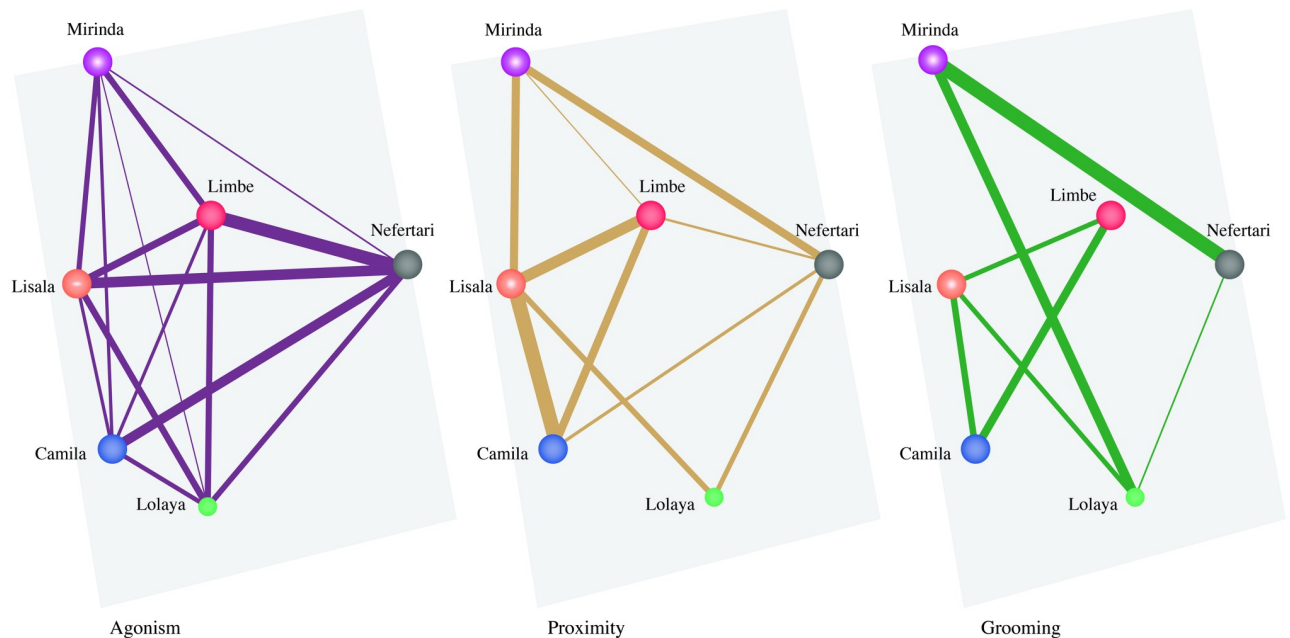 Mirinda
Limbe
Nefertari
Lisala
Camila
Lolaya
Agonism
Mirinda
Limbe
Nefertari
Lisala
Camila
Lolaya
Proximity
Mirinda
Limbe
Nefertari
Lisala
Camila
Lolaya
Grooming